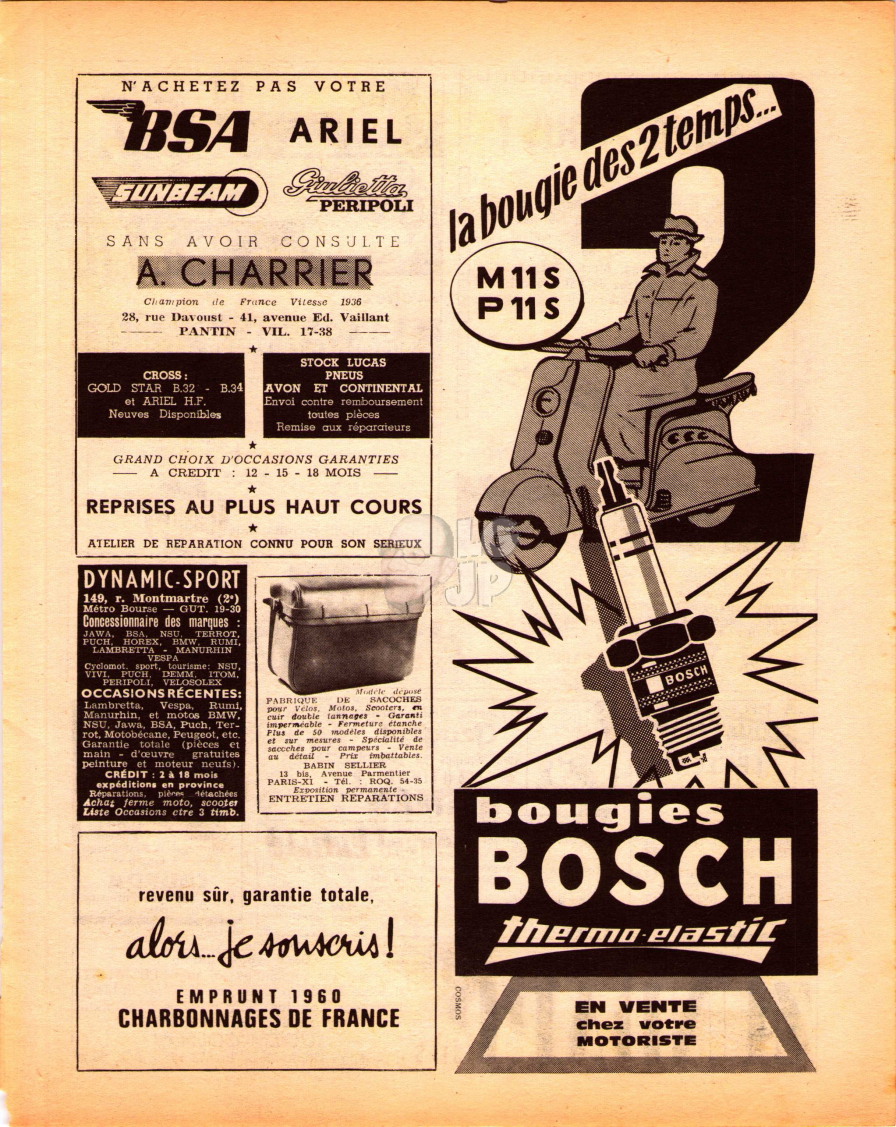 N'ACHETEZ PAS VOTRE
BSA ARIEL
SUNBEAM Giulietta
PERIPOLI
SANS AVOIR CONSULTE
A. CHARRIER
Champion de France Vitesse 1936
28, rue Davoust - 41, avenue Ed. Vaillant
PANTIN - VIL. 17-38
CROSS :
GOLD STAR B.32 - B.34
et ARIEL H.F.
Neuves Disponibles
STOCK LUCAS
PNEUS
AVON ET CONTINENTAL
Envoi contre remboursement
toutes pièces
Remise aux réparateurs
GRAND CHOIX D'OCCASIONS GARANTIES
A CREDIT : 12 - 15 - 18 MOIS
REPRISES AU PLUS HAUT COURS
ATELIER DE REPARATION CONNU POUR SON SERIEUX
DYNAMIC-SPORT
149, r. Montmartre (2e)
Métro Bourse — GUT. 19-30
Concessionnaire des marques :
JAWA, BSA, NSU, TERROT,
PUCH, HOREX, BMW, RUMI,
LAMBRETTA - MANURHIN
VESPA
Cyclomot. sport, tourisme: NSU,
VIVI, PUCH, DEMM, ITOM,
PERIPOLI, VELOSOLEX
OCCASIONS RÉCENTES:
Lambretta, Vespa, Rumi,
Manurhin, et motos BMW,
NSU, Jawa, BSA, Puch, Ter-
rot, Motobécane, Peugeot, etc.
Garantie totale (pièces et
main - d'œuvre gratuites
peinture et moteur neufs).
CRÉDIT : 2 à 18 mois
expéditions en province
Réparations, pièces détachées
Achat ferme moto, scooter
Liste Occasions ctre 3 timb.
Modèle déposé
FABRIQUE DE SACOCHES
pour Vélos, Motos, Scooters, en
cuir double tannages - Garanti
imperméable - Fermeture étanche
Plus de 50 modèles disponibles
et sur mesures - Spécialité de
sacoches pour campeurs - Vente
au détail - Prix imbattables.
BABIN SELLIER
13 bis, Avenue Parmentier
PARIS-XI - Tél. : ROQ. 54-35
Exposition permanente
ENTRETIEN REPARATIONS
revenu sûr, garantie totale,
alors... je souscris !
EMPRUNT 1960
CHARBONNAGES DE FRANCE
2
la bougie des 2 temps...
M 11 S
P 11 S
BOSCH
bougies
BOSCH
thermo-elastic
COSMOS
EN VENTE
chez votre
MOTORISTE
LG
JP